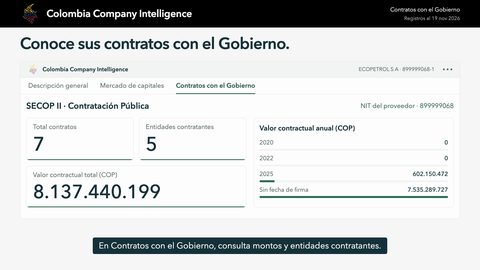 Colombia Company Intelligence
Contratos con el Gobierno
Registros al 19 nov 2026
Conoce sus contratos con el Gobierno.
Colombia Company Intelligence
ECOPETROL S A · 899999068-1
Descripción general
Mercado de capitales
Contratos con el Gobierno
SECOP II · Contratación Pública
NIT del proveedor · 899999068
Total contratos
7
Entidades contratantes
5
Valor contractual total (COP)
8.137.440.199
Valor contractual anual (COP)
2020 0
2022 0
2025 602.150.472
Sin fecha de firma 7.535.289.727
En Contratos con el Gobierno, consulta montos y entidades contratantes.